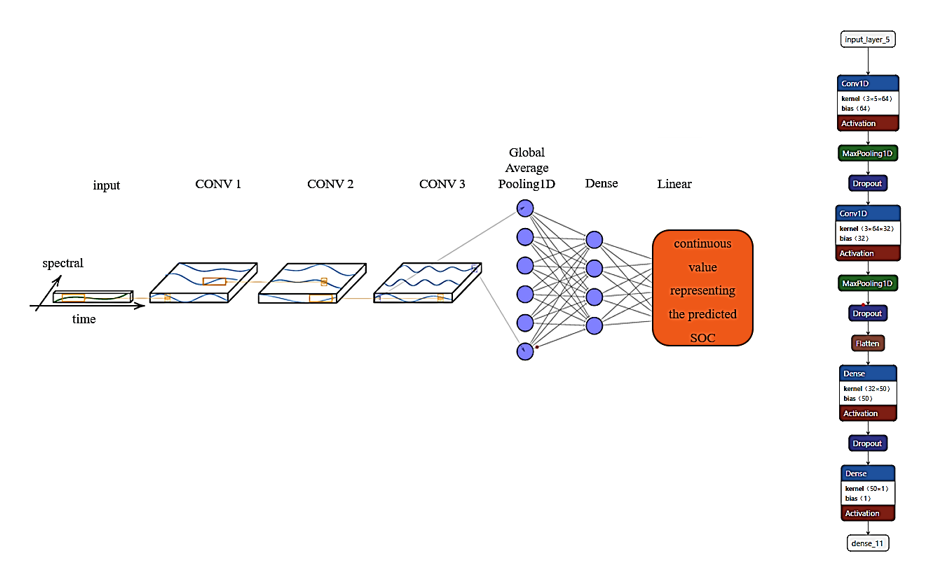 input
CONV 1
CONV 2
CONV 3
Global
Average
Pooling1D
Dense
Linear
spectral
time
continuous
value
representing
the predicted
SOC
input_layer_5
Conv1D
kernel ⟨3×5×64⟩
bias ⟨64⟩
Activation
MaxPooling1D
Dropout
Conv1D
kernel ⟨3×64×32⟩
bias ⟨32⟩
Activation
MaxPooling1D
Dropout
Flatten
Dense
kernel ⟨32×50⟩
bias ⟨50⟩
Activation
Dropout
Dense
kernel ⟨50×1⟩
bias ⟨1⟩
Activation
dense_11